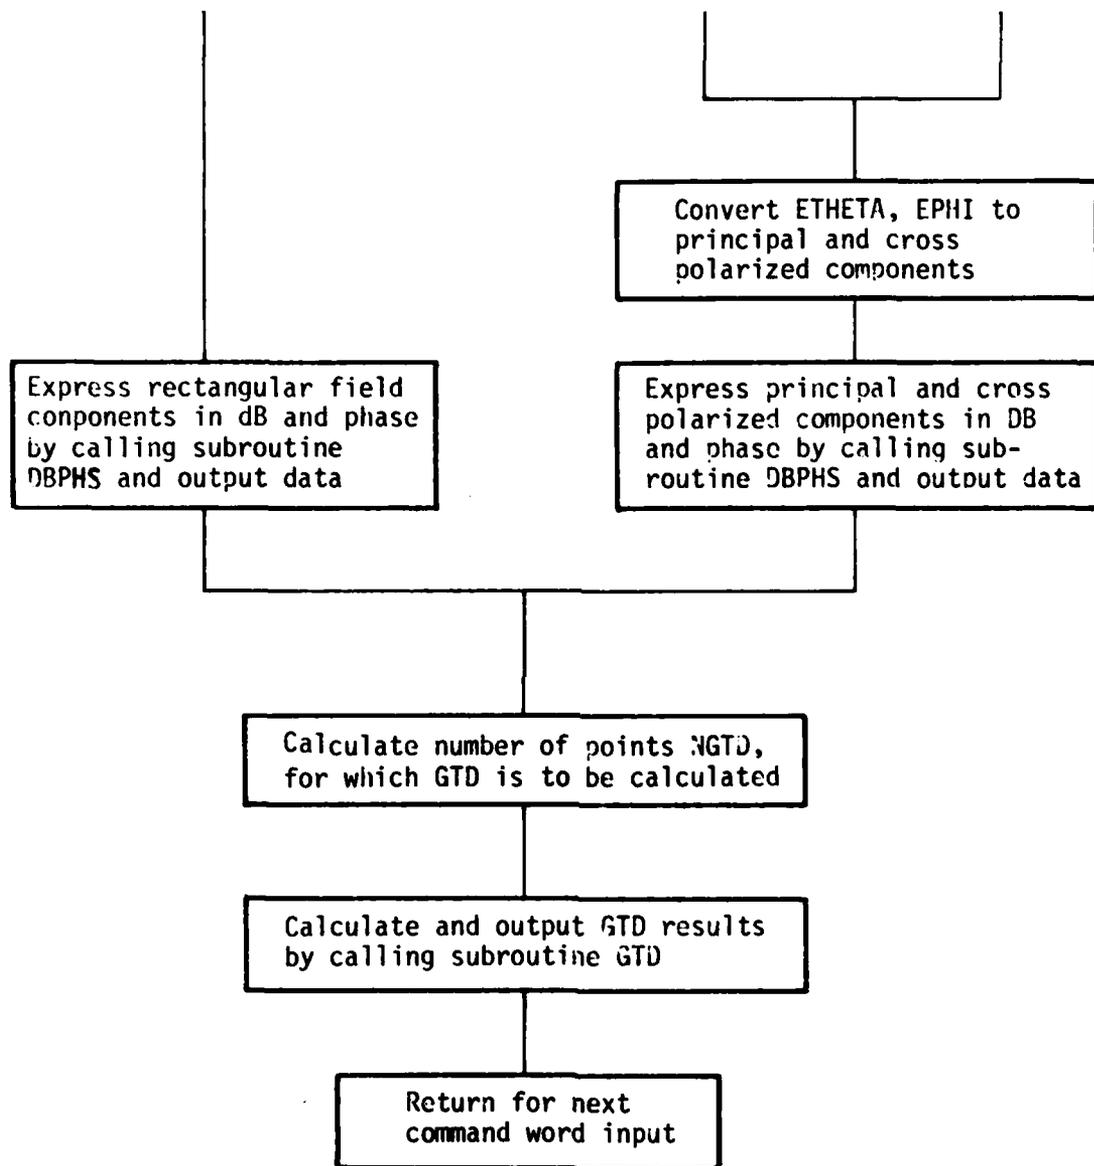 Convert ETHETA, EPHI to
principal and cross
polarized components
Express rectangular field
conponents in dB and phase
by calling subroutine
DBPHS and output data
Express principal and cross
polarized components in DB
and phase by calling sub-
routine DBPHS and output data
Calculate number of points NGTD,
for which GTD is to be calculated
Calculate and output GTD results
by calling subroutine GTD
Return for next
command word input